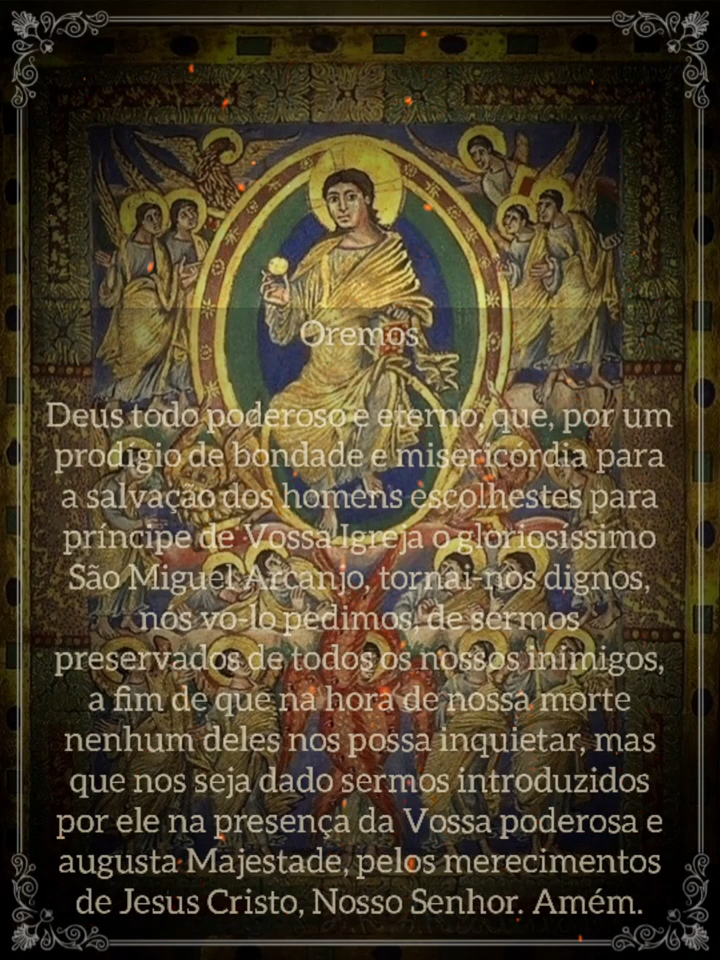 Oremos
Deus todo poderoso e eterno, que, por um
prodígio de bondade e misericordia para
a salvação dos homens escolhestes para
príncipe de Vossa Igreja o gloriosíssimo
São Miguel Arcanjo, tornai-nos dignos,
nós vo-lo pedimos, de sermos
preservados de todos os nossos inimigos,
a fim de que na hora de nossa morte
nenhum deles nos possa inquietar, mas
que nos seja dado sermos introduzidos
por ele na presença da Vossa poderosa e
augusta Majestade, pelos merecimentos
de Jesus Cristo, Nosso Senhor. Amém.